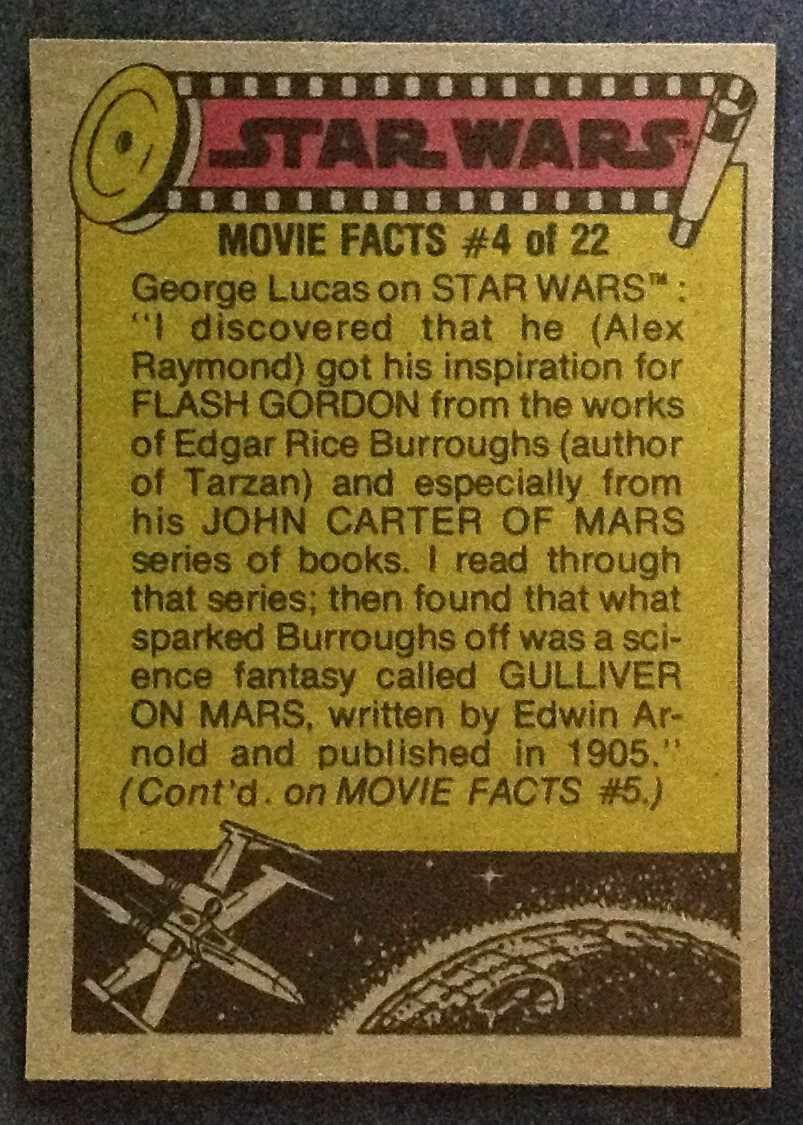 STAR WARS™
MOVIE FACTS #4 of 22
George Lucas on STAR WARS™:
“I discovered that he (Alex
Raymond) got his inspiration for
FLASH GORDON from the works
of Edgar Rice Burroughs (author
of Tarzan) and especially from
his JOHN CARTER OF MARS
series of books. I read through
that series; then found that what
sparked Burroughs off was a sci-
ence fantasy called GULLIVER
ON MARS, written by Edwin Ar-
nold and published in 1905.”
(Cont'd. on MOVIE FACTS #5.)